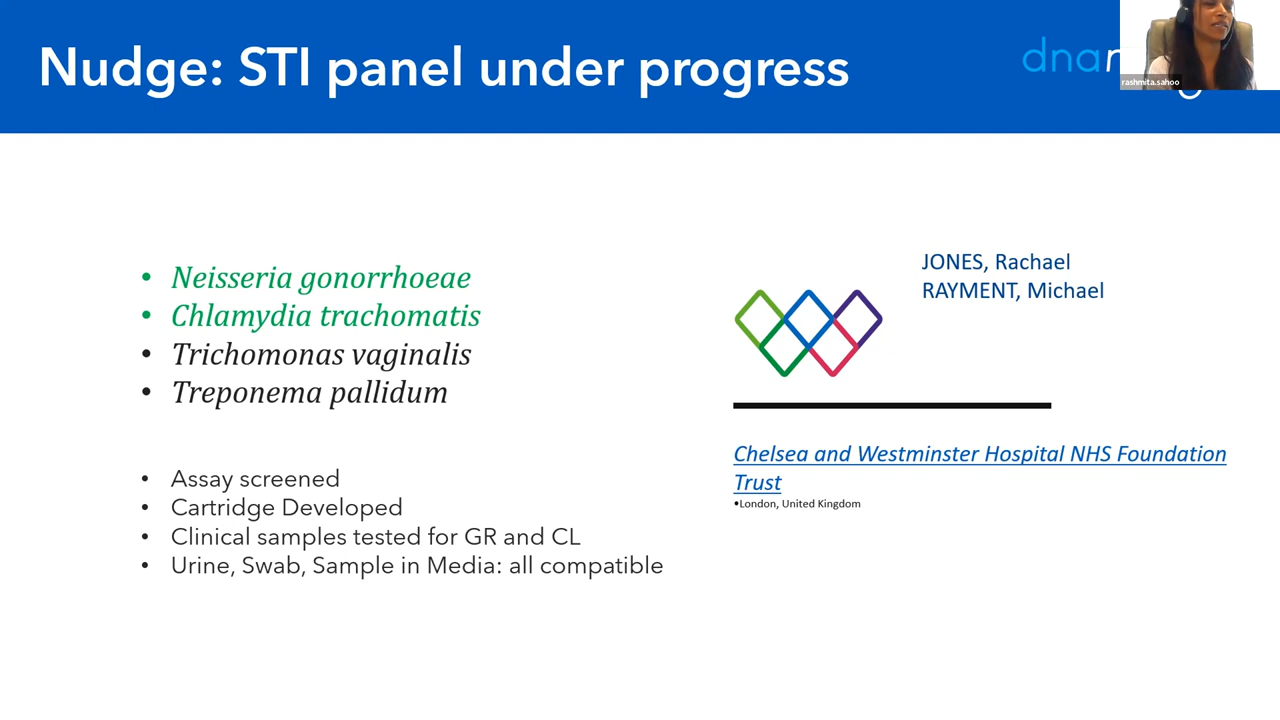 Nudge: STI panel under progress
rashmita.sahoo
• Neisseria gonorrhoeae
• Chlamydia trachomatis
• Trichomonas vaginalis
• Treponema pallidum
• Assay screened
• Cartridge Developed
• Clinical samples tested for GR and CL
• Urine, Swab, Sample in Media: all compatible
JONES, Rachael
RAYMENT, Michael
Chelsea and Westminster Hospital NHS Foundation
Trust
•London, United Kingdom